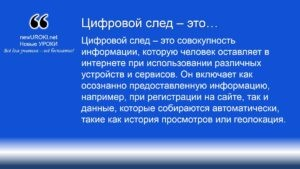 Цифровой след – это…
newUROKI.net
Новые УРОКИ
Всё для учителя – всё бесплатно!
Цифровой след – это совокупность
информации, которую человек оставляет в
интернете при использовании различных
устройств и сервисов. Он включает как
осознанно предоставленную информацию,
например, при регистрации на сайте, так и
данные, которые собираются автоматически,
такие как история просмотров или геолокация.